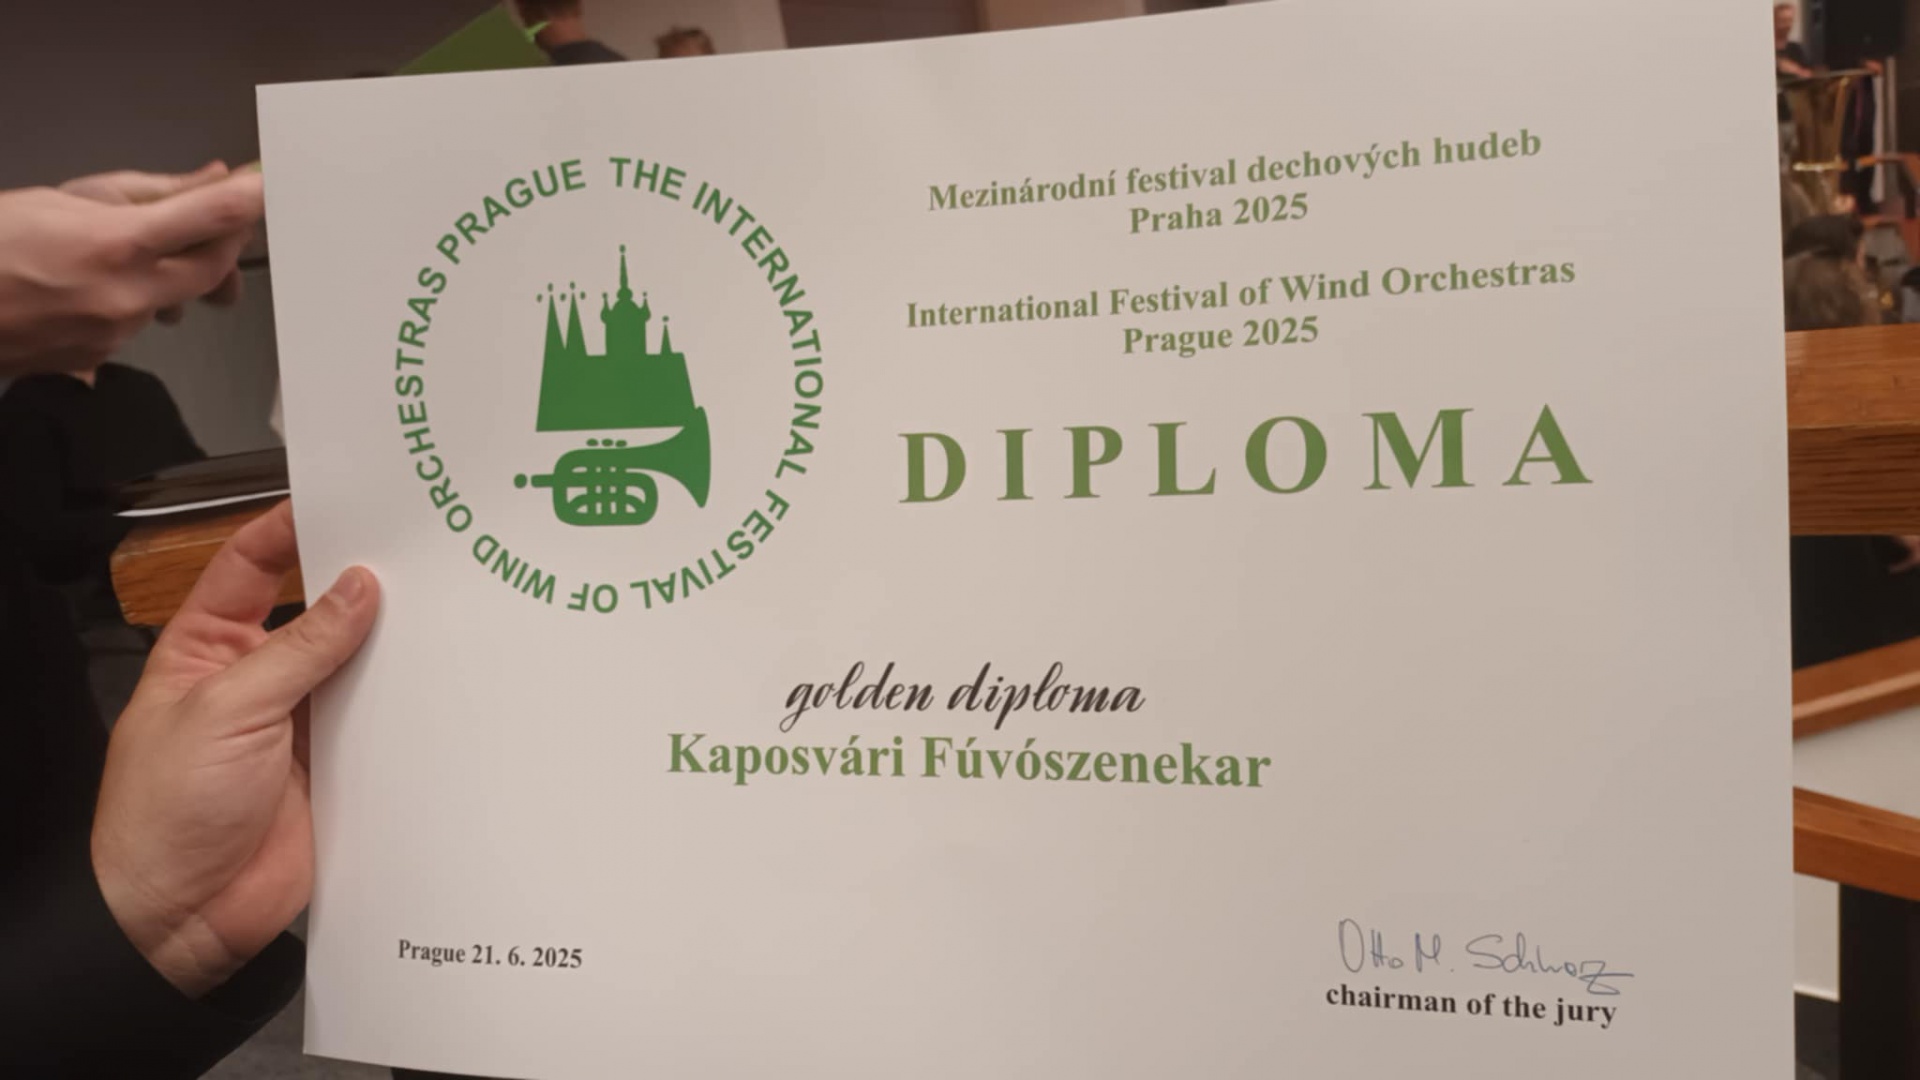 THE INTERNATIONAL FESTIVAL OF WIND ORCHESTRAS PRAGUE
Mezinárodní festival dechových hudeb
Praha 2025
International Festival of Wind Orchestras
Prague 2025
DIPLOMA
golden diploma
Kaposvári Fúvószenekar
Prague 21. 6. 2025
Otto M. Schwarz
chairman of the jury